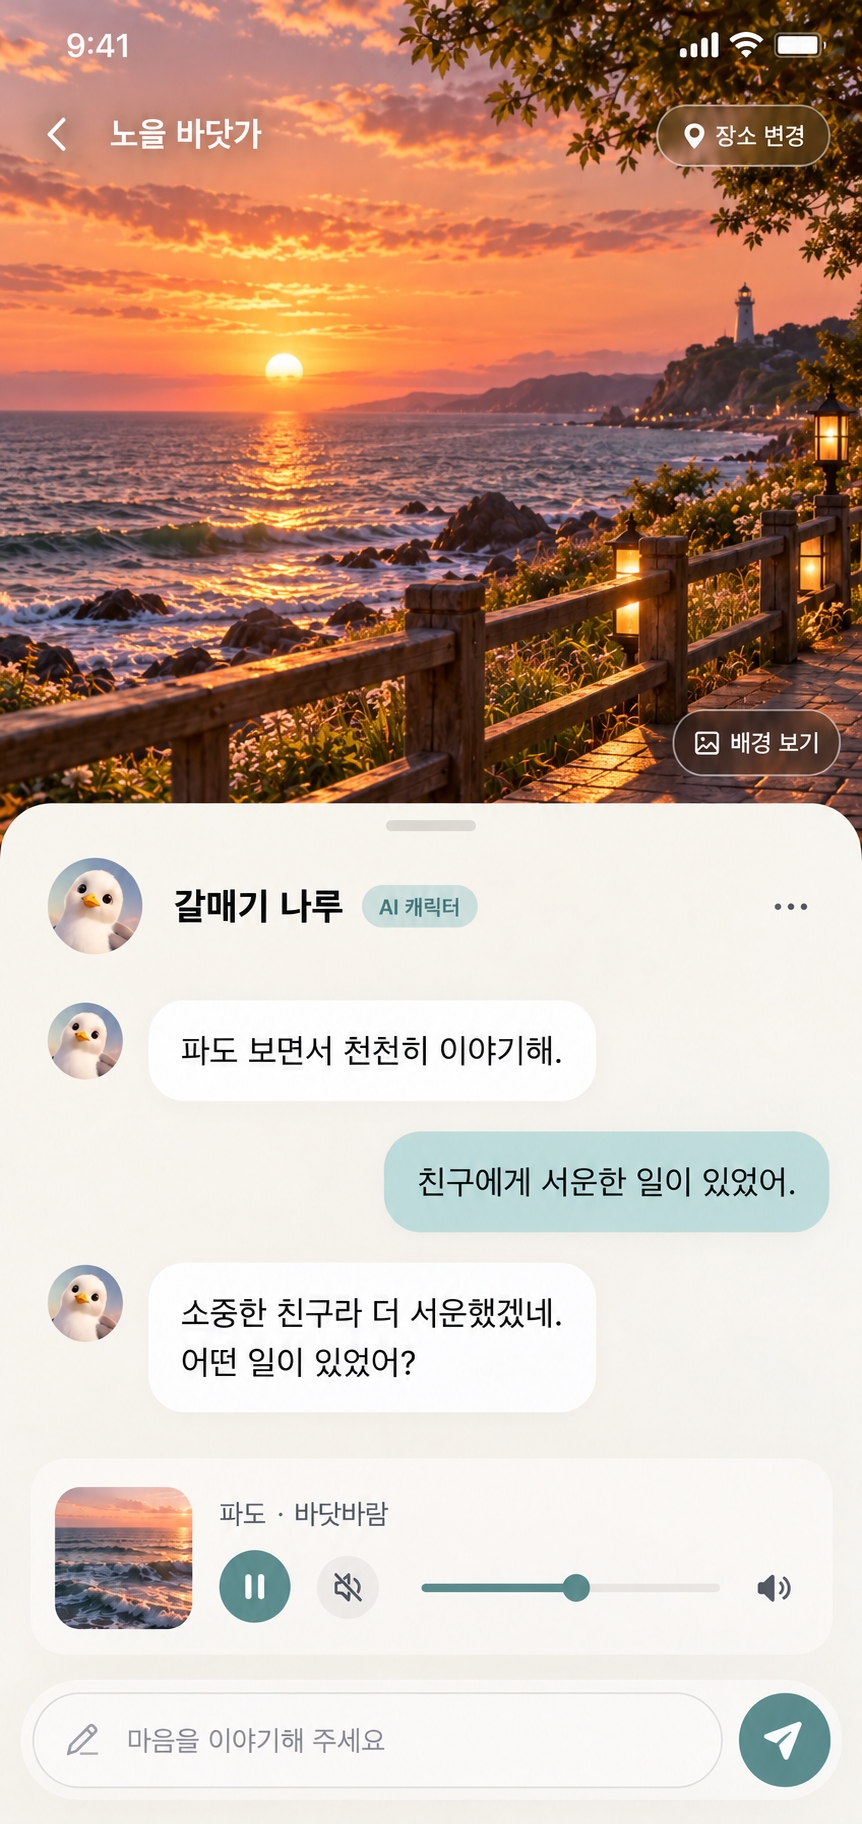 9:41
노을 바닷가
장소 변경
배경 보기
갈매기 나루
AI 캐릭터
파도 보면서 천천히 이야기해.
친구에게 서운한 일이 있었어.
소중한 친구라 더 서운했겠네.
어떤 일이 있었어?
파도 · 바닷바람
마음을 이야기해 주세요